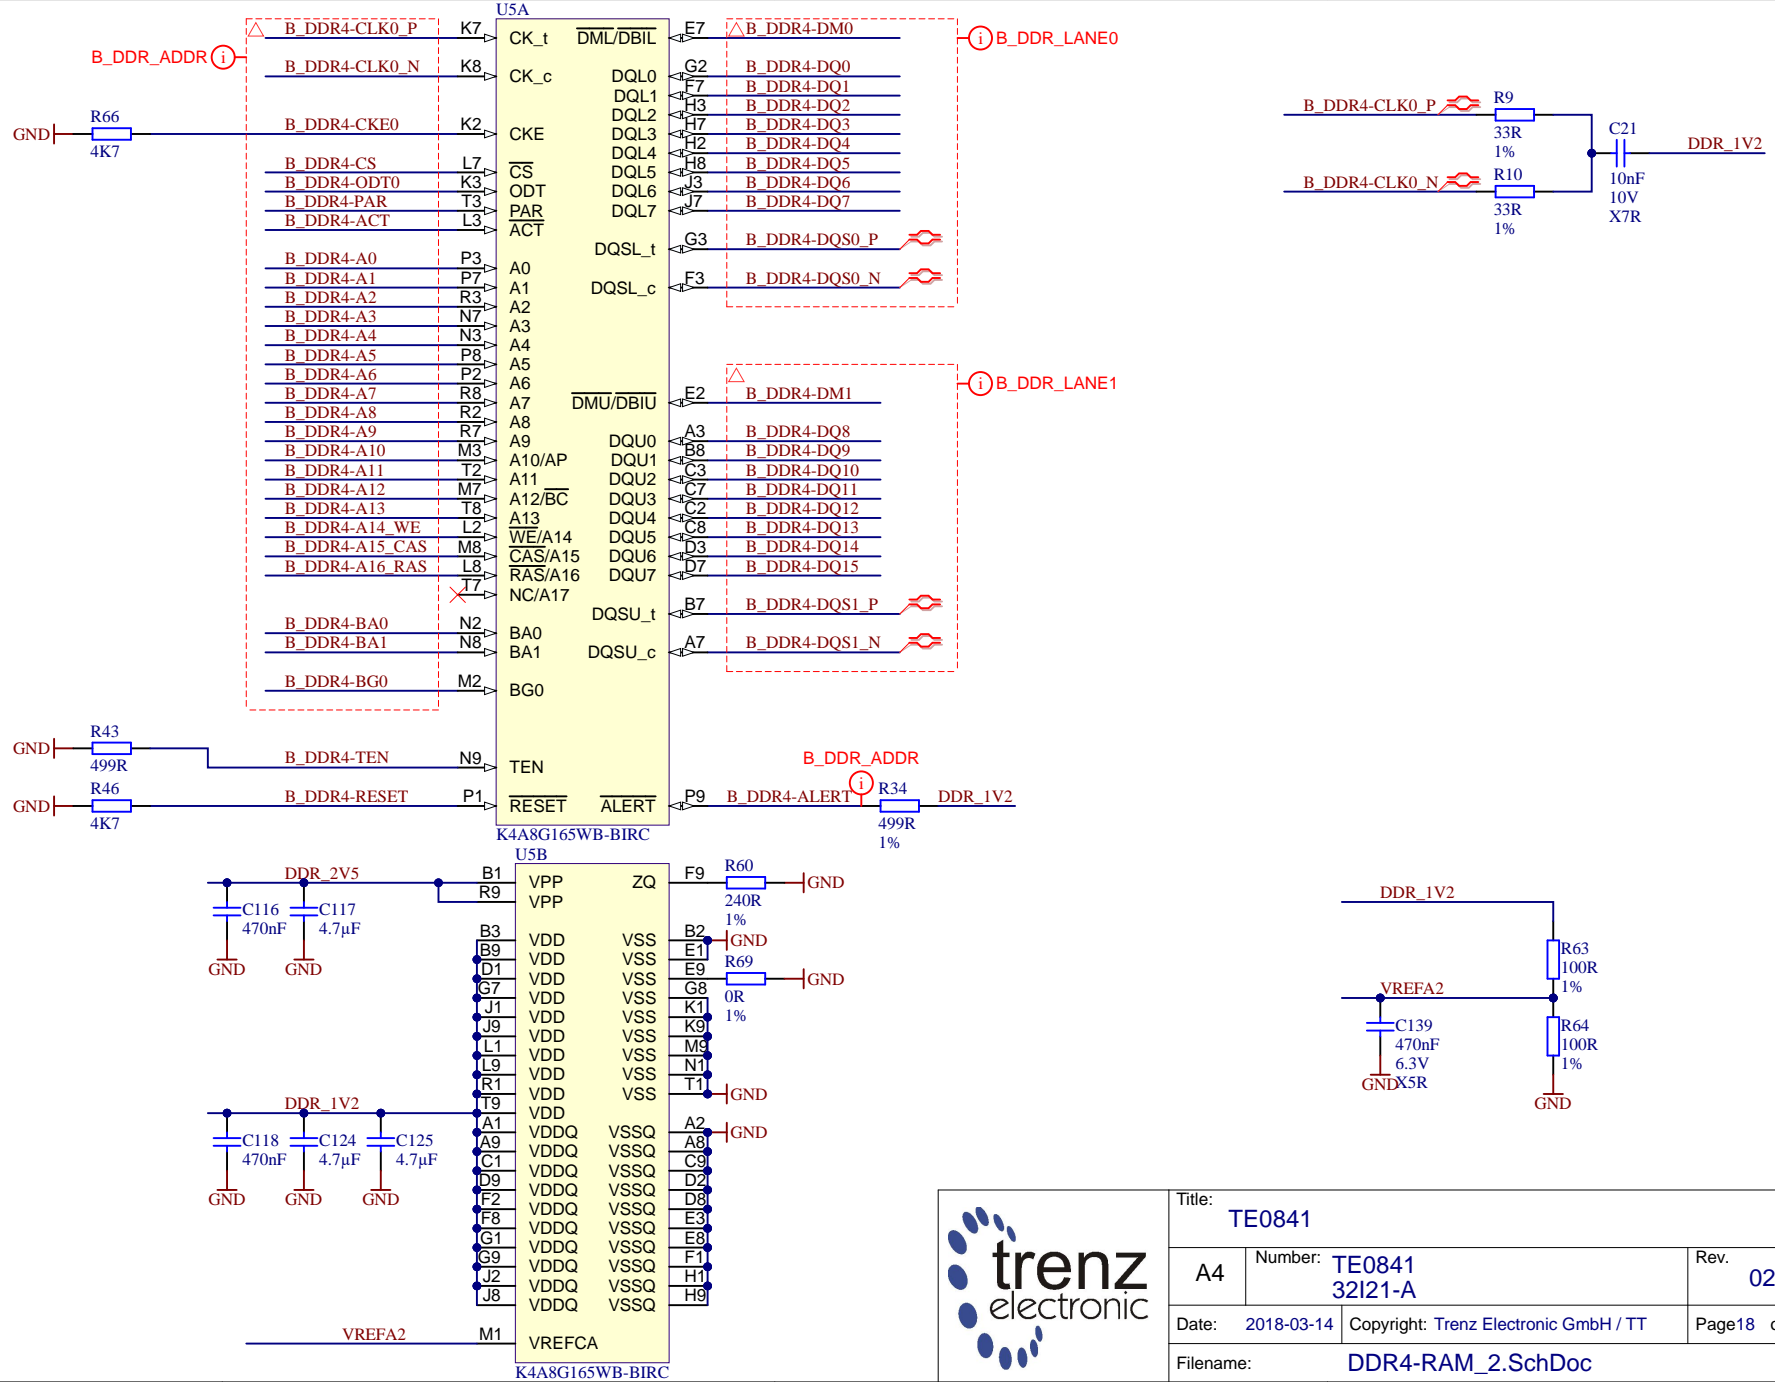 U5A
B_DDR_ADDR
B_DDR4-CLK0_P K7 CK_t
B_DDR4-CLK0_N K8 CK_c
GND R66 4K7 B_DDR4-CKE0 K2 CKE
B_DDR4-CS L7 CS
B_DDR4-ODT0 K3 ODT
B_DDR4-PAR T3 PAR
B_DDR4-ACT L3 ACT
B_DDR4-A0 P3 A0
B_DDR4-A1 P7 A1
B_DDR4-A2 R3 A2
B_DDR4-A3 N7 A3
B_DDR4-A4 N3 A4
B_DDR4-A5 P8 A5
B_DDR4-A6 P2 A6
B_DDR4-A7 R8 A7
B_DDR4-A8 R2 A8
B_DDR4-A9 R7 A9
B_DDR4-A10 M3 A10/AP
B_DDR4-A11 T2 A11
B_DDR4-A12 M7 A12/BC
B_DDR4-A13 T8 A13
B_DDR4-A14_WE L2 WE/A14
B_DDR4-A15_CAS M8 CAS/A15
B_DDR4-A16_RAS L8 RAS/A16
T7 NC/A17
B_DDR4-BA0 N2 BA0
B_DDR4-BA1 N8 BA1
B_DDR4-BG0 M2 BG0
GND R43 499R B_DDR4-TEN N9 TEN
GND R46 4K7 B_DDR4-RESET P1 RESET
DML/DBIL E7 B_DDR4-DM0
i B_DDR_LANE0
DQL0 G2 B_DDR4-DQ0
DQL1 F7 B_DDR4-DQ1
DQL2 H3 B_DDR4-DQ2
DQL3 H7 B_DDR4-DQ3
DQL4 H2 B_DDR4-DQ4
DQL5 H8 B_DDR4-DQ5
DQL6 J3 B_DDR4-DQ6
DQL7 J7 B_DDR4-DQ7
DQSL_t G3 B_DDR4-DQS0_P
DQSL_c F3 B_DDR4-DQS0_N
i B_DDR_LANE1
DMU/DBIU E2 B_DDR4-DM1
DQU0 A3 B_DDR4-DQ8
DQU1 B8 B_DDR4-DQ9
DQU2 C3 B_DDR4-DQ10
DQU3 C7 B_DDR4-DQ11
DQU4 C2 B_DDR4-DQ12
DQU5 C8 B_DDR4-DQ13
DQU6 D3 B_DDR4-DQ14
DQU7 D7 B_DDR4-DQ15
DQSU_t B7 B_DDR4-DQS1_P
DQSU_c A7 B_DDR4-DQS1_N
B_DDR_ADDR
i
ALERT P9 B_DDR4-ALERT R34 499R 1% DDR_1V2
K4A8G165WB-BIRC
B_DDR4-CLK0_P R9 33R 1%
B_DDR4-CLK0_N R10 33R 1%
C21 10nF 10V X7R DDR_1V2
U5B
DDR_2V5 B1 VPP
R9 VPP
C116 470nF GND
C117 4.7µF GND
B3 VDD
B9 VDD
D1 VDD
G7 VDD
J1 VDD
J9 VDD
L1 VDD
L9 VDD
R1 VDD
DDR_1V2 T9 VDD
A1 VDDQ
A9 VDDQ
C1 VDDQ
D9 VDDQ
F2 VDDQ
F8 VDDQ
G1 VDDQ
G9 VDDQ
J2 VDDQ
J8 VDDQ
C118 470nF GND
C124 4.7µF GND
C125 4.7µF GND
VREFA2 M1 VREFCA
ZQ F9 R60 240R 1% GND
VSS B2 GND
VSS E1
VSS E9 R69 0R 1% GND
VSS G8
VSS K1
VSS K9
VSS M9
VSS N1
VSS T1 GND
VSSQ A2 GND
VSSQ A8
VSSQ C9
VSSQ D2
VSSQ D8
VSSQ E3
VSSQ E8
VSSQ F1
VSSQ H1
VSSQ H9
K4A8G165WB-BIRC
DDR_1V2
R63 100R 1%
VREFA2
C139 470nF 6.3V X5R GND
R64 100R 1% GND
trenz
electronic
Title: TE0841
A4 Number: TE0841
32I21-A
Rev. 02
Date: 2018-03-14 Copyright: Trenz Electronic GmbH / TT Page18
Filename: DDR4-RAM_2.SchDoc